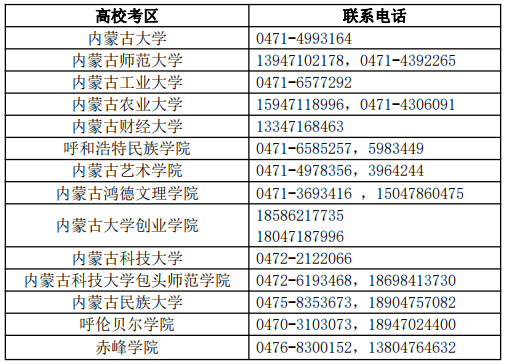 高校考区 联系电话
内蒙古大学 0471-4993164
内蒙古师范大学 13947102178，0471-4392265
内蒙古工业大学 0471-6577292
内蒙古农业大学 15947118996，0471-4306091
内蒙古财经大学 13347168463
呼和浩特民族学院 0471-6585257，5983449
内蒙古艺术学院 0471-4978356，3964244
内蒙古鸿德文理学院 0471-3693416 ，15047860475
内蒙古大学创业学院 18586217735
18047187996
内蒙古科技大学 0472-2122066
内蒙古科技大学包头师范学院 0472-6193468，18698413730
内蒙古民族大学 0475-8353673，18904757082
呼伦贝尔学院 0470-3103073，18947024400
赤峰学院 0476-8300152，13804764632